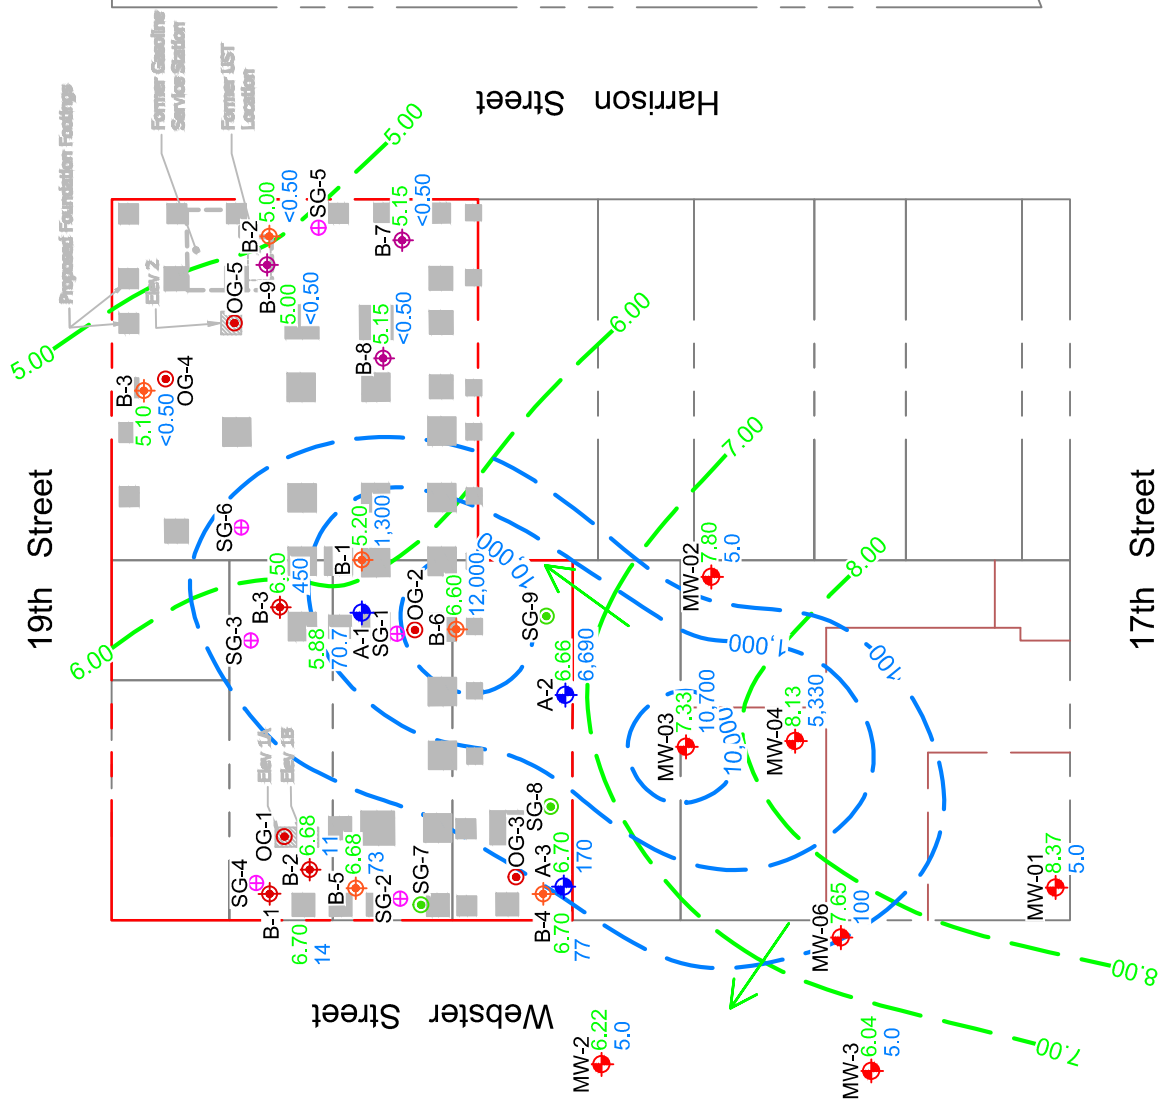 19th Street
17th Street
Harrison Street
Webster Street
Proposed Foundation Footings
Former Gasoline
Service Station
Former UST
Location
Elev 2
Elev 1A
Elev 1B
5.00
5.00
6.00
6.00
7.00
7.00
8.00
8.00
10,000
10,000
1,000
100
B-2
5.00
<0.50
SG-5
B-7
5.15
<0.50
B-9
5.00
<0.50
OG-5
B-8
5.15
<0.50
B-3
5.10
<0.50
OG-4
SG-6
B-1
5.20
1,300
B-3
6.50
450
SG-3
A-1
5.88
70.7
SG-1
OG-2
B-6
6.60
12,000
SG-9
A-2
6.66
6,690
MW-02
7.80
5.0
MW-03
7.33
10,700
MW-04
8.13
5,330
SG-4
OG-1
B-1
6.70
14
B-2
6.68
11
B-5
6.68
73
SG-2
SG-7
OG-3
SG-8
A-3
6.70
170
B-4
6.70
77
MW-06
7.65
100
MW-01
8.37
5.0
MW-2
6.22
5.0
MW-3
6.04
5.0